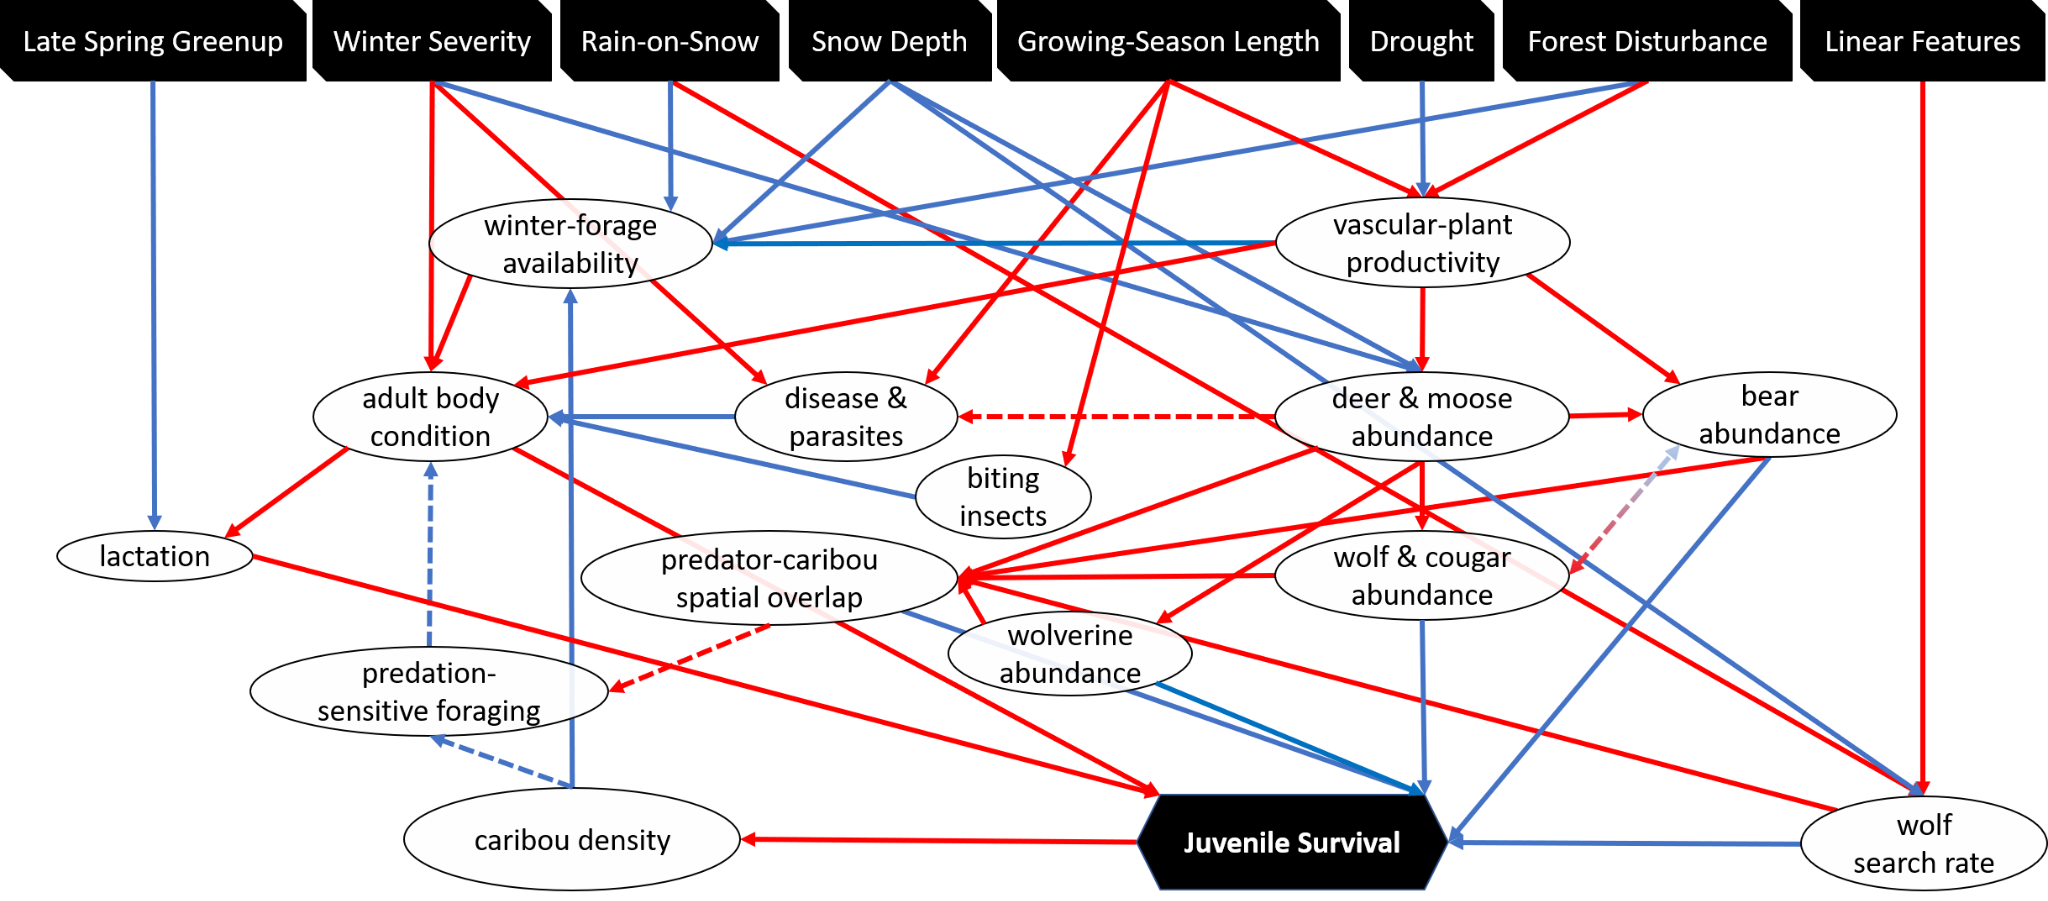 Late Spring Greenup
Winter Severity
Rain-on-Snow
Snow Depth
Growing-Season Length
Drought
Forest Disturbance
Linear Features
winter-forage
availability
vascular-plant
productivity
adult body
condition
disease &
parasites
deer & moose
abundance
bear
abundance
biting
insects
lactation
predator-caribou
spatial overlap
wolf & cougar
abundance
wolverine
abundance
predation-
sensitive foraging
caribou density
Juvenile Survival
wolf
search rate